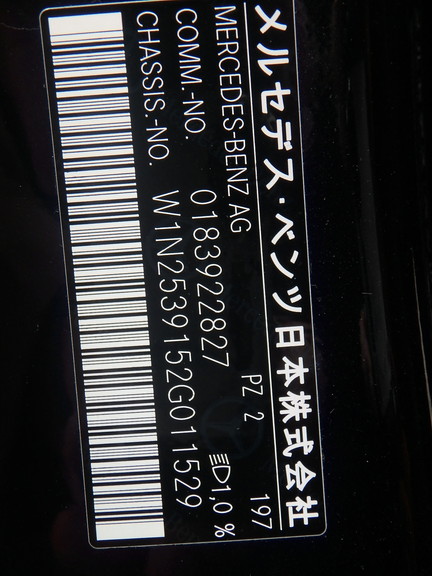 メルセデス・ベンツ日本株式会社
MERCEDES-BENZ AG PZ 2 197
COMM.-NO. 0183922827 1,0 %
CHASSIS.-NO. W1N2539152G011529